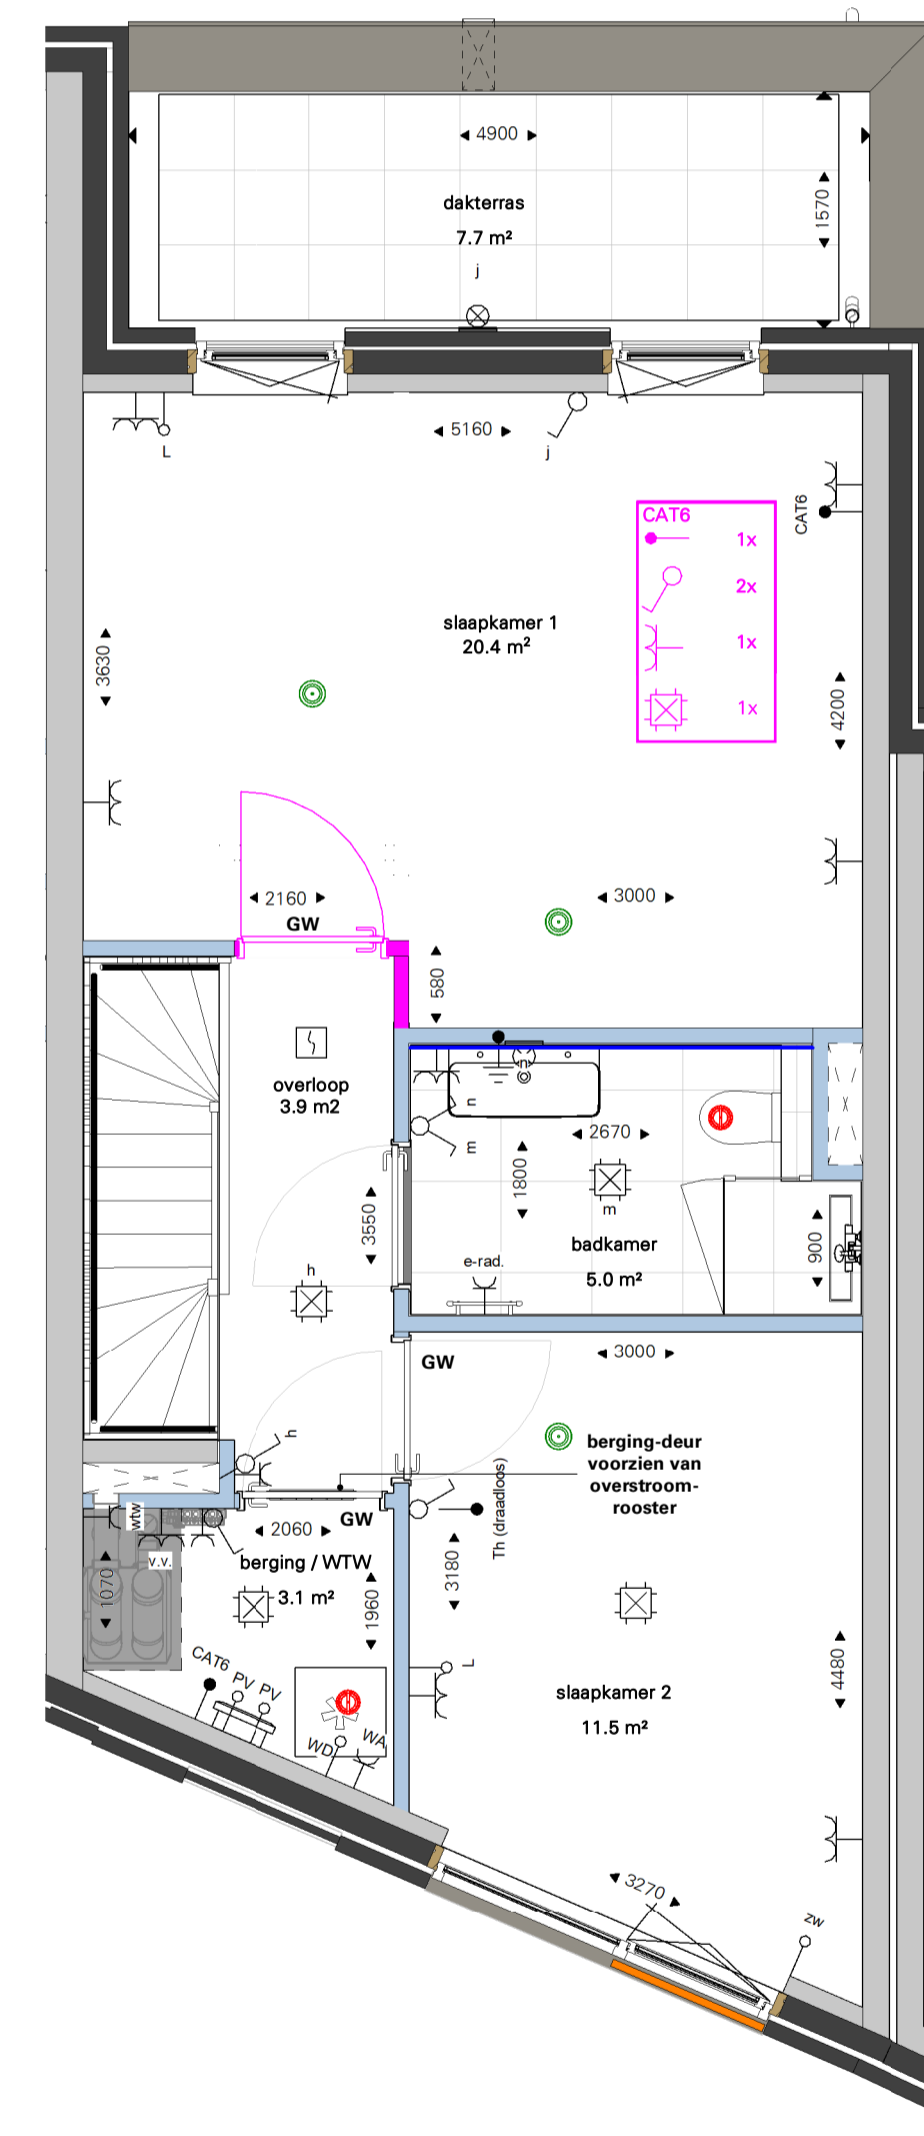 4900
dakterras
7.7 m²
1570
j
5160
L
j
CAT6
CAT6
1x
2x
1x
1x
slaapkamer 1
20.4 m²
3630
4200
2160
GW
3000
580
overloop
3.9 m2
n
n
m
2670
1800
m
3550
badkamer
5.0 m²
900
e-rad.
h
3000
GW
h
berging-deur
voorzien van
overstroom-
rooster
Th (draadloos)
wtw
GW
2060
v.v.
berging / WTW
3.1 m²
1070
1960
3180
CAT6
PV
PV
L
4480
slaapkamer 2
11.5 m²
WD
WA
3270
zw